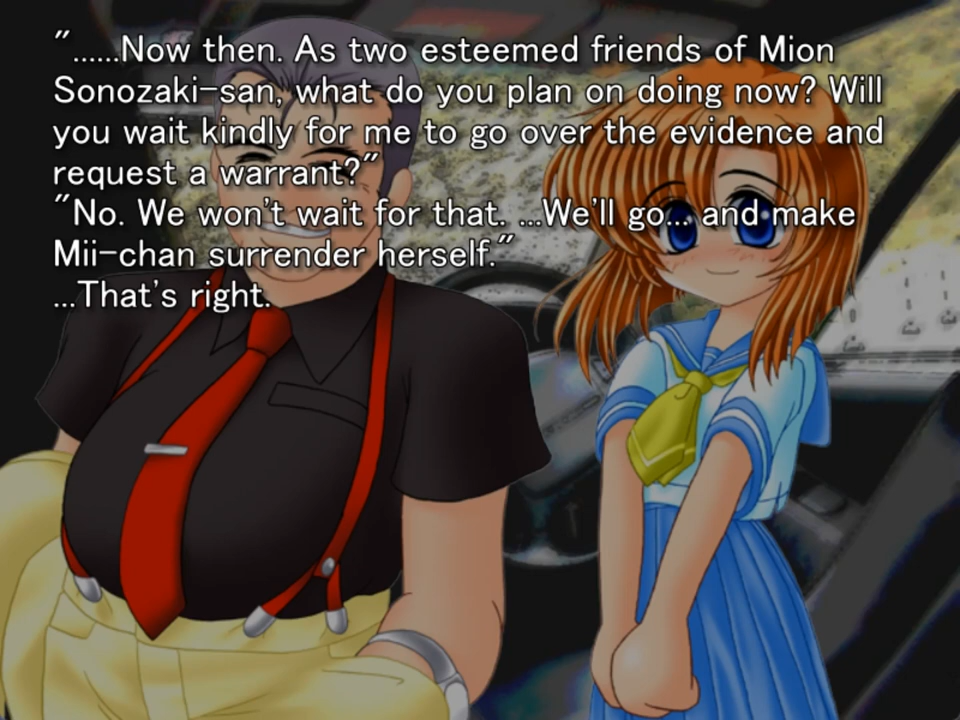 "......Now then. As two esteemed friends of Mion
Sonozaki-san, what do you plan on doing now? Will
you wait kindly for me to go over the evidence and
request a warrant?"
"No. We won't wait for that. ...We'll go... and make
Mii-chan surrender herself."
...That's right.